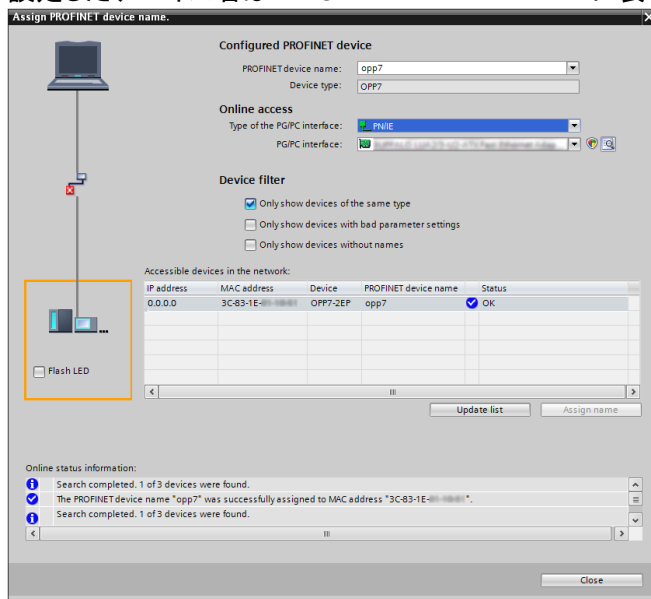 Assign PROFINET device name.
Configured PROFINET device
PROFINET device name: opp7
Device type: OPP7
Online access
Type of the PG/PC interface: PN/IE
PG/PC interface:
Device filter
Only show devices of the same type
Only show devices with bad parameter settings
Only show devices without names
Accessible devices in the network:
IP address MAC address Device PROFINET device name Status
0.0.0.0 3C-83-1E- OPP7-2EP opp7 OK
Flash LED
Update list Assign name
Online status information:
Search completed. 1 of 3 devices were found.
The PROFINET device name "opp7" was successfully assigned to MAC address "3C-83-1E- ".
Search completed. 1 of 3 devices were found.
Close